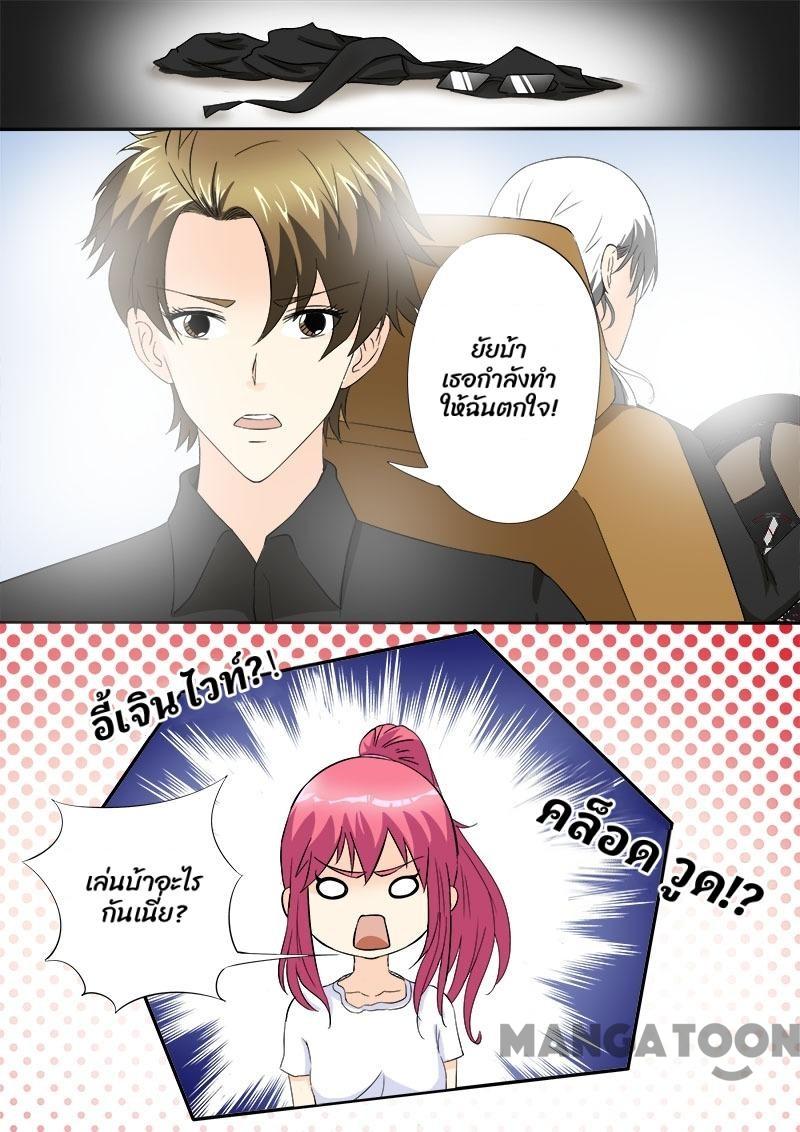 ยัยบ้า
เธอกำลังทำ
ให้ฉันตกใจ!
อี้เจินไวท์?!
เล่นบ้าอะไร
กันเนี่ย?
คล็อด วูด!?
MANGATOON